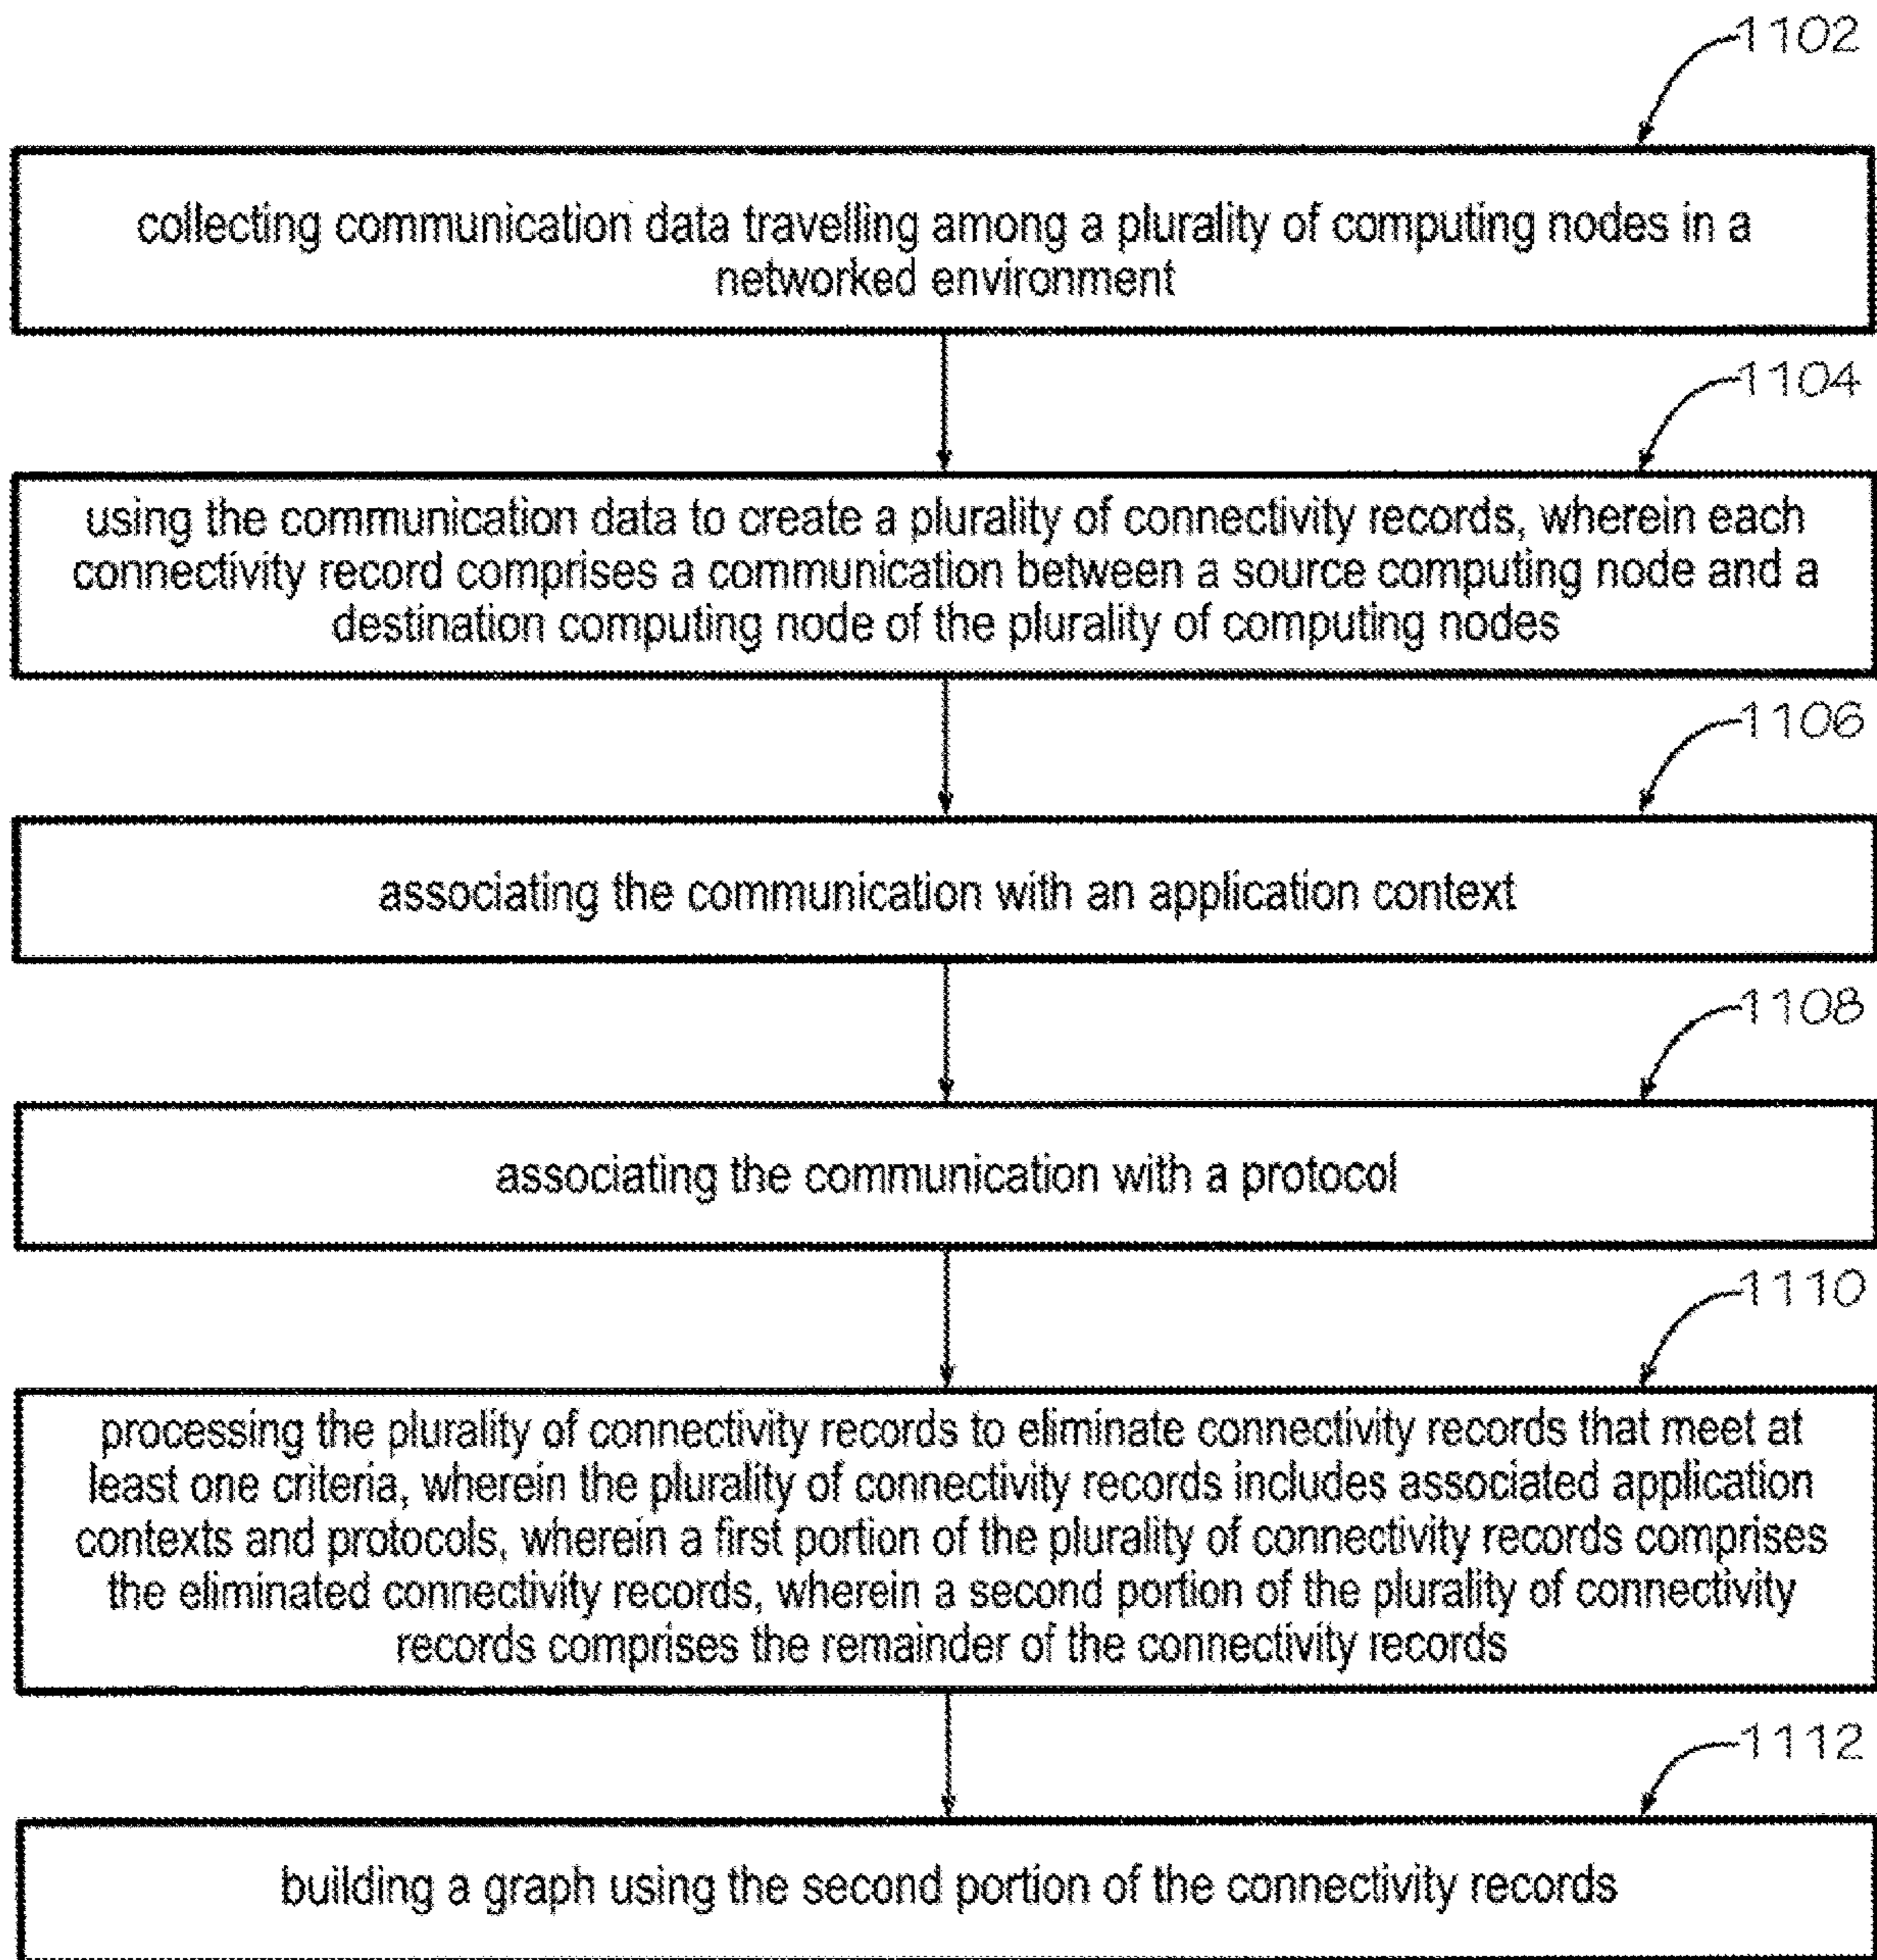 1102
collecting communication data travelling among a plurality of computing nodes in a
networked environment
1104
using the communication data to create a plurality of connectivity records, wherein each
connectivity record comprises a communication between a source computing node and a
destination computing node of the plurality of computing nodes
1106
associating the communication with an application context
1108
associating the communication with a protocol
1110
processing the plurality of connectivity records to eliminate connectivity records that meet at
least one criteria, wherein the plurality of connectivity records includes associated application
contexts and protocols, wherein a first portion of the plurality of connectivity records comprises
the eliminated connectivity records, wherein a second portion of the plurality of connectivity
records comprises the remainder of the connectivity records
1112
building a graph using the second portion of the connectivity records